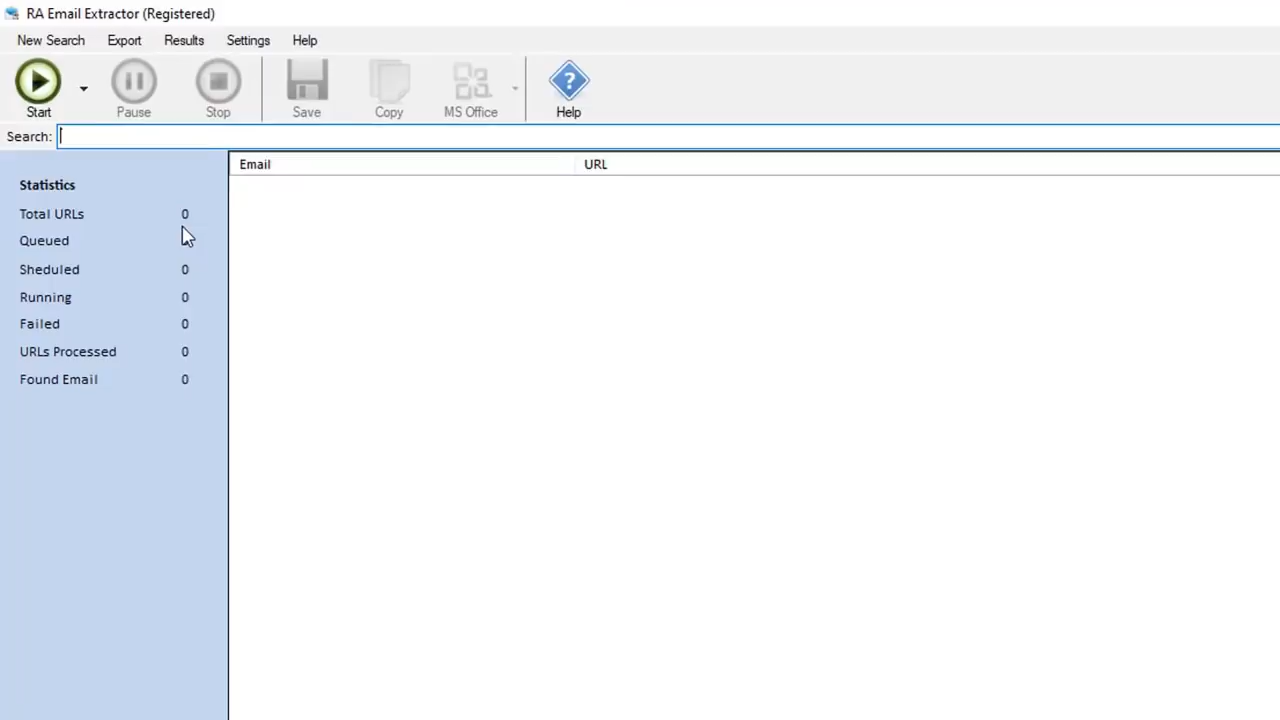 RA Email Extractor (Registered)
New Search Export Results Settings Help
Start Pause Stop Save Copy MS Office Help
Search:
Email URL
Statistics
Total URLs 0
Queued
Sheduled 0
Running 0
Failed 0
URLs Processed 0
Found Email 0